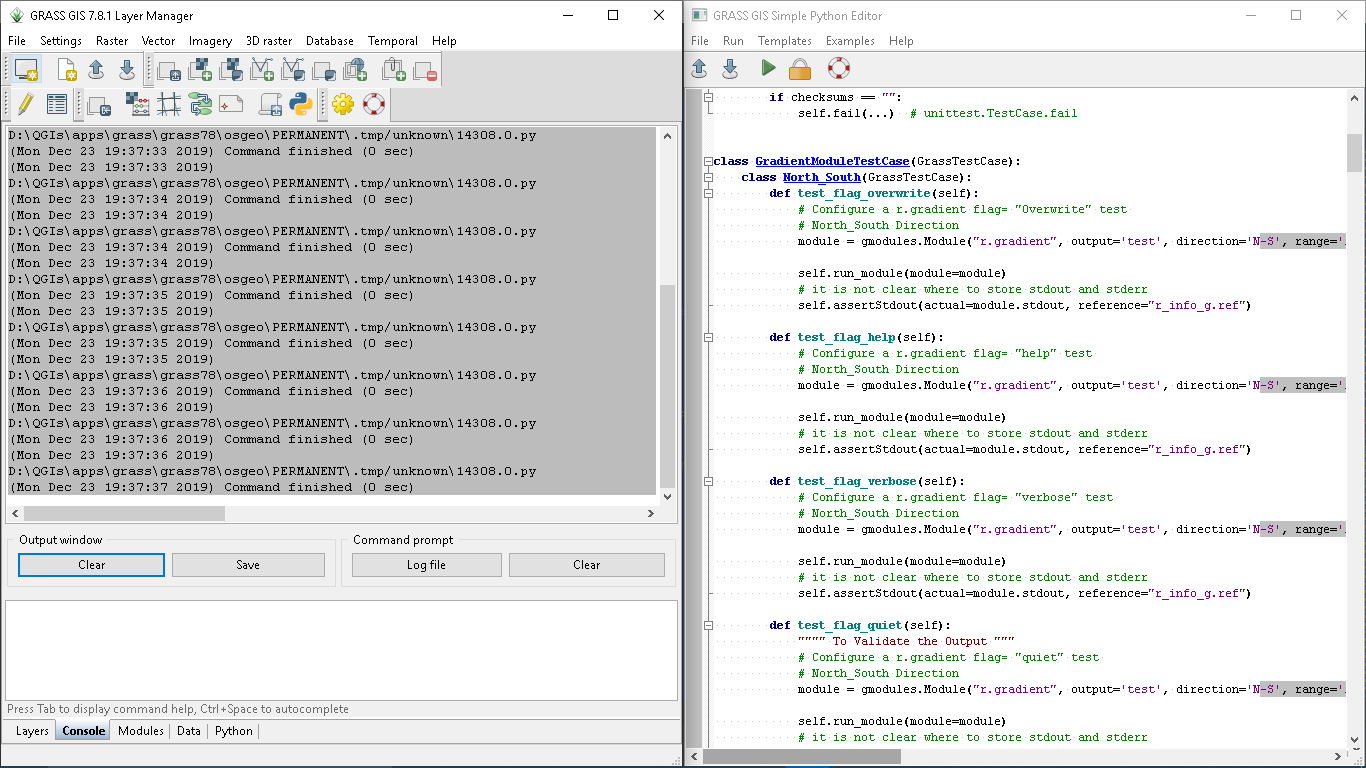 GRASS GIS 7.8.1 Layer Manager
File Settings Raster Vector Imagery 3D raster Database Temporal Help
D:\QGIs\apps\grass\grass78\osgeo\PERMANENT\.tmp/unknown\14308.0.py
(Mon Dec 23 19:37:33 2019) Command finished (0 sec)
(Mon Dec 23 19:37:33 2019)
D:\QGIs\apps\grass\grass78\osgeo\PERMANENT\.tmp/unknown\14308.0.py
(Mon Dec 23 19:37:34 2019) Command finished (0 sec)
(Mon Dec 23 19:37:34 2019)
D:\QGIs\apps\grass\grass78\osgeo\PERMANENT\.tmp/unknown\14308.0.py
(Mon Dec 23 19:37:34 2019) Command finished (0 sec)
(Mon Dec 23 19:37:34 2019)
D:\QGIs\apps\grass\grass78\osgeo\PERMANENT\.tmp/unknown\14308.0.py
(Mon Dec 23 19:37:35 2019) Command finished (0 sec)
(Mon Dec 23 19:37:35 2019)
D:\QGIs\apps\grass\grass78\osgeo\PERMANENT\.tmp/unknown\14308.0.py
(Mon Dec 23 19:37:35 2019) Command finished (0 sec)
(Mon Dec 23 19:37:35 2019)
D:\QGIs\apps\grass\grass78\osgeo\PERMANENT\.tmp/unknown\14308.0.py
(Mon Dec 23 19:37:36 2019) Command finished (0 sec)
(Mon Dec 23 19:37:36 2019)
D:\QGIs\apps\grass\grass78\osgeo\PERMANENT\.tmp/unknown\14308.0.py
(Mon Dec 23 19:37:36 2019) Command finished (0 sec)
(Mon Dec 23 19:37:36 2019)
D:\QGIs\apps\grass\grass78\osgeo\PERMANENT\.tmp/unknown\14308.0.py
(Mon Dec 23 19:37:37 2019) Command finished (0 sec)
Output window
Clear Save
Command prompt
Log file Clear
Press Tab to display command help, Ctrl+Space to autocomplete
Layers Console Modules Data Python
GRASS GIS Simple Python Editor
File Run Templates Examples Help
if checksums == "":
self.fail(...) # unittest.TestCase.fail
class GradientModuleTestCase(GrassTestCase):
class North_South(GrassTestCase):
def test_flag_overwrite(self):
# Configure a r.gradient flag= "Overwrite" test
# North_South Direction
module = gmodules.Module("r.gradient", output='test', direction='N-S', range='
self.run_module(module=module)
# it is not clear where to store stdout and stderr
self.assertStdout(actual=module.stdout, reference="r_info_g.ref")
def test_flag_help(self):
# Configure a r.gradient flag= "help" test
# North_South Direction
module = gmodules.Module("r.gradient", output='test', direction='N-S', range='
self.run_module(module=module)
# it is not clear where to store stdout and stderr
self.assertStdout(actual=module.stdout, reference="r_info_g.ref")
def test_flag_verbose(self):
# Configure a r.gradient flag= "verbose" test
# North_South Direction
module = gmodules.Module("r.gradient", output='test', direction='N-S', range='
self.run_module(module=module)
# it is not clear where to store stdout and stderr
self.assertStdout(actual=module.stdout, reference="r_info_g.ref")
def test_flag_quiet(self):
"""" To Validate the Output """
# Configure a r.gradient flag= "quiet" test
# North_South Direction
module = gmodules.Module("r.gradient", output='test', direction='N-S', range='
self.run_module(module=module)
# it is not clear where to store stdout and stderr